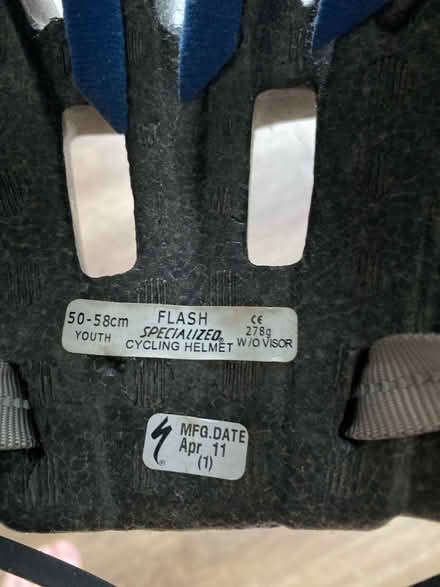 50-58cm FLASH CE
YOUTH SPECIALIZED® 278g
CYCLING HELMET W/O VISOR
MFG.DATE
Apr 11
(1)
®